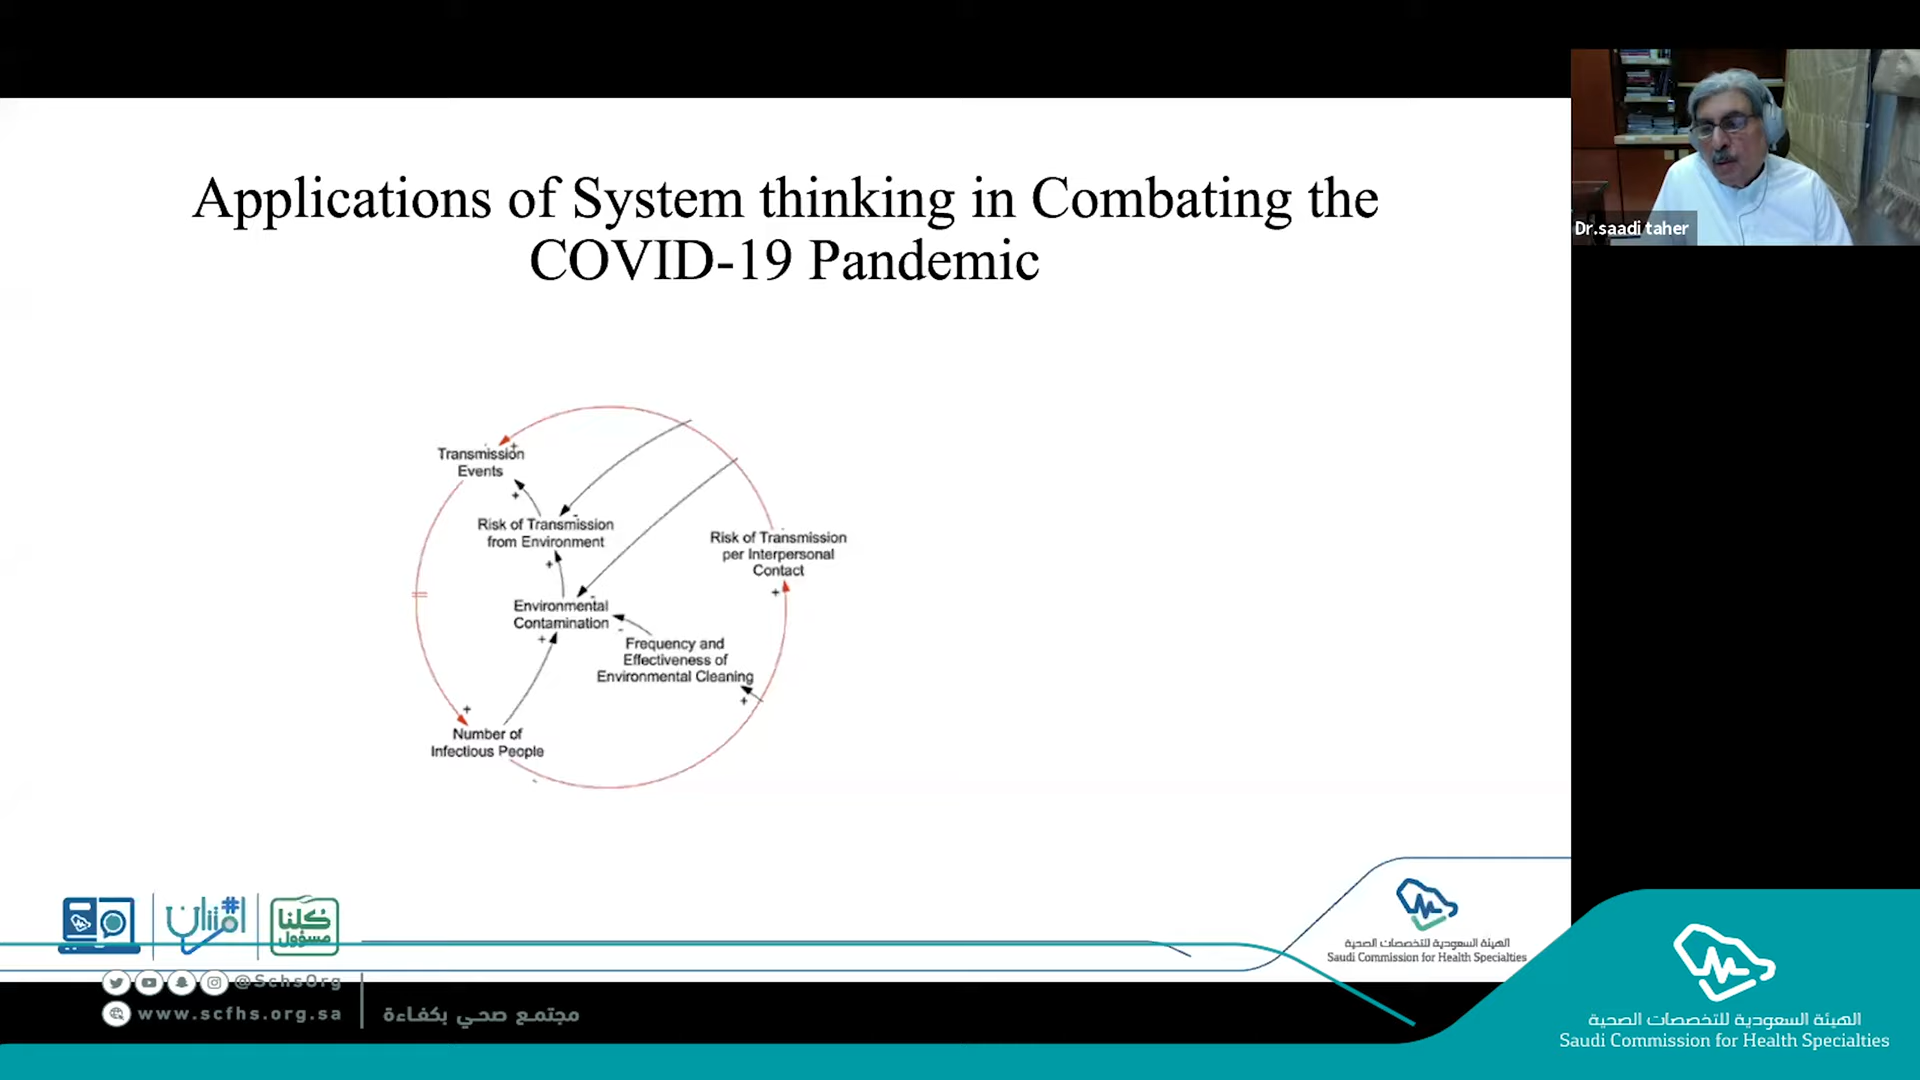 Applications of System thinking in Combating the
COVID-19 Pandemic
Dr.saadi taher
Transmission
Events
+
+
Risk of Transmission
from Environment
-
+
Risk of Transmission
per Interpersonal
Contact
+
Environmental
Contamination
-
+
-
Frequency and
Effectiveness of
Environmental Cleaning
+
+
Number of
Infectious People
#امتنان
كلنا
مسؤول
الهيئة السعودية للتخصصات الصحية
Saudi Commission for Health Specialties
@SchsOrg
www.scfhs.org.sa
مجتمع صحي بكفاءة
الهيئة السعودية للتخصصات الصحية
Saudi Commission for Health Specialties